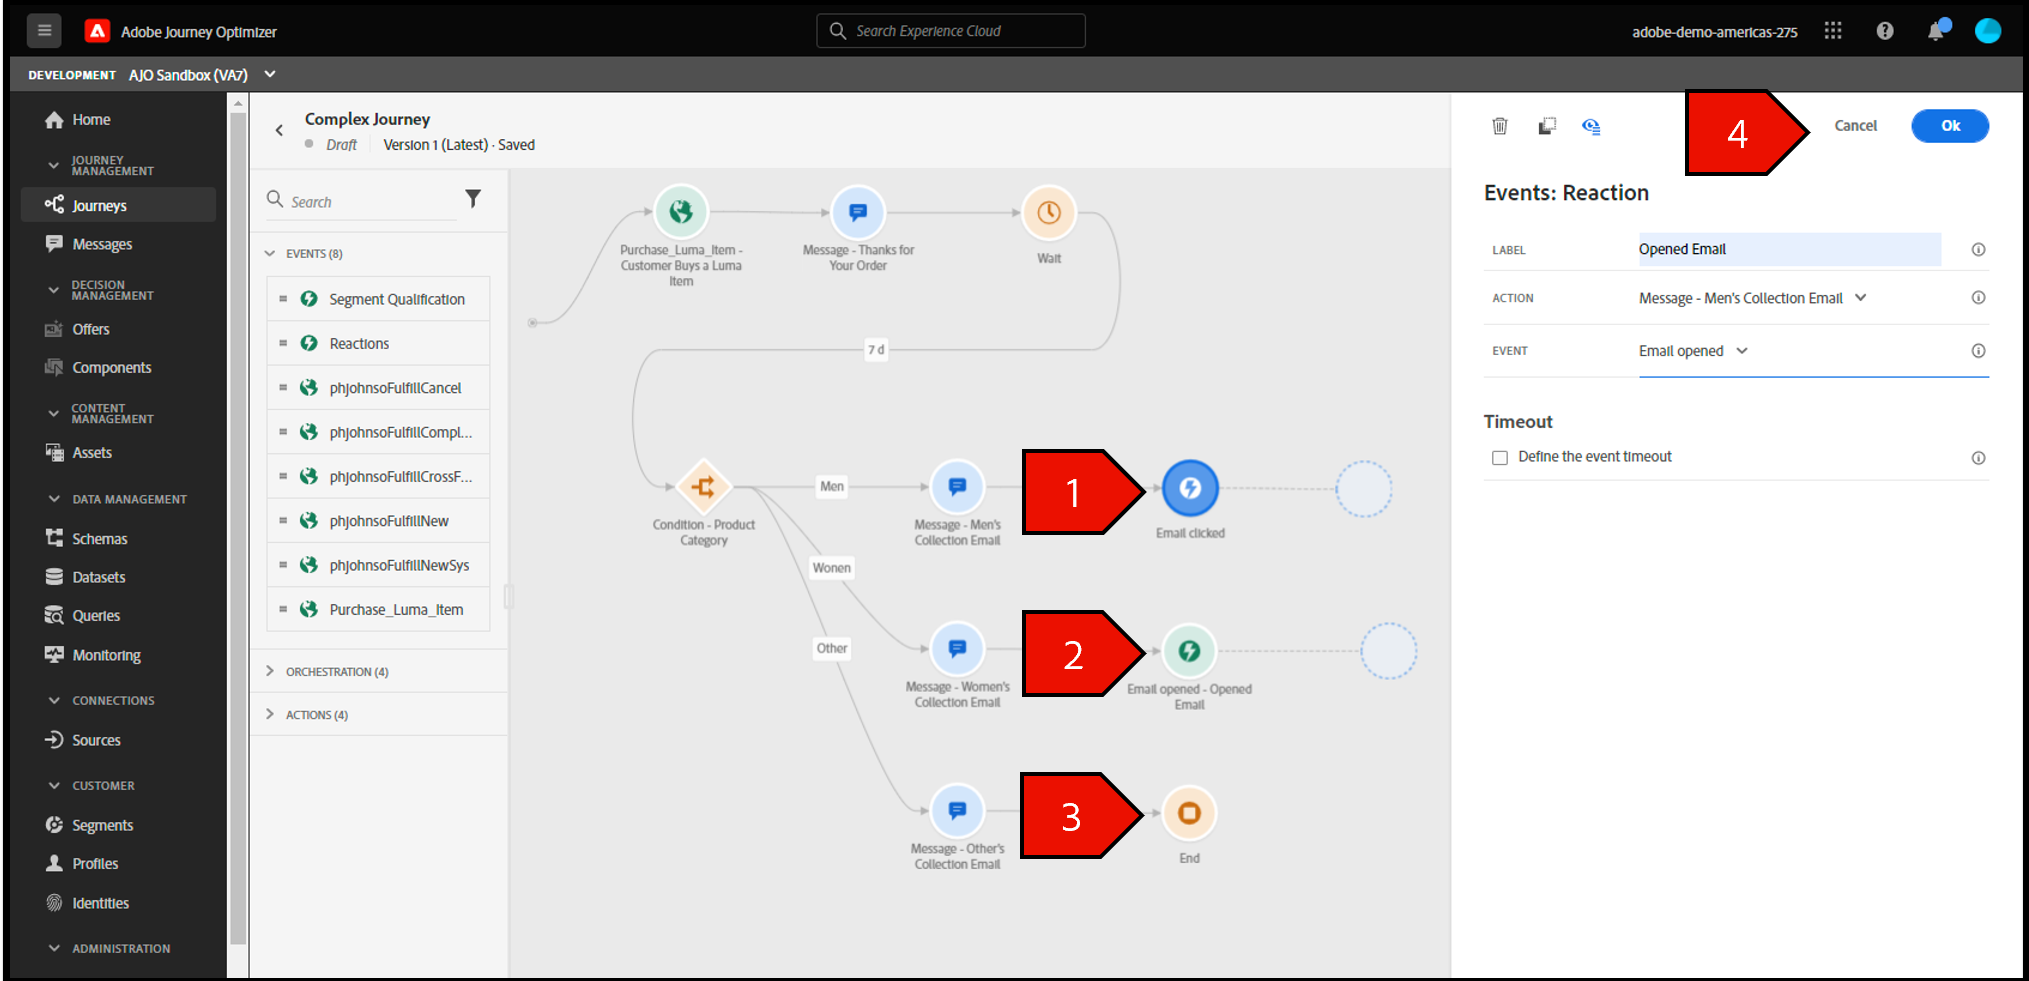 Adobe Journey Optimizer
Search Experience Cloud
adobe-demo-americas-275
DEVELOPMENT AJO Sandbox (VA7)
Home
JOURNEY
MANAGEMENT
Journeys
Messages
DECISION
MANAGEMENT
Offers
Components
CONTENT
MANAGEMENT
Assets
DATA MANAGEMENT
Schemas
Datasets
Queries
Monitoring
CONNECTIONS
Sources
CUSTOMER
Segments
Profiles
Identities
ADMINISTRATION
Complex Journey
Draft Version 1 (Latest) · Saved
Search
EVENTS (8)
Segment Qualification
Reactions
phjohnsoFulfillCancel
phjohnsoFulfillCompl...
phjohnsoFulfillCrossF...
phjohnsoFulfillNew
phjohnsoFulfillNewSys
Purchase_Luma_Item
ORCHESTRATION (4)
ACTIONS (4)
Purchase_Luma_Item -
Customer Buys a Luma
Item
Message - Thanks for
Your Order
Wait
7 d
Condition - Product
Category
Men
Message - Men's
Collection Email
1
Email clicked
Wonen
Message - Women's
Collection Email
2
Email opened - Opened
Email
Other
Message - Other's
Collection Email
3
End
4
Cancel
Ok
Events: Reaction
LABEL Opened Email
ACTION Message - Men's Collection Email
EVENT Email opened
Timeout
Define the event timeout